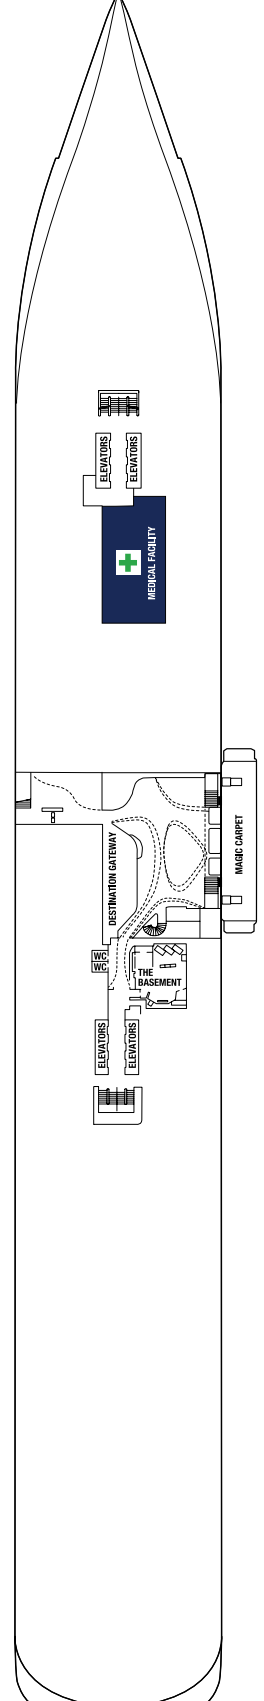 ELEVATORS
ELEVATORS
MEDICAL FACILITY
DESTINATION GATEWAY
MAGIC CARPET
WC
WC
THE
BASEMENT
ELEVATORS
ELEVATORS